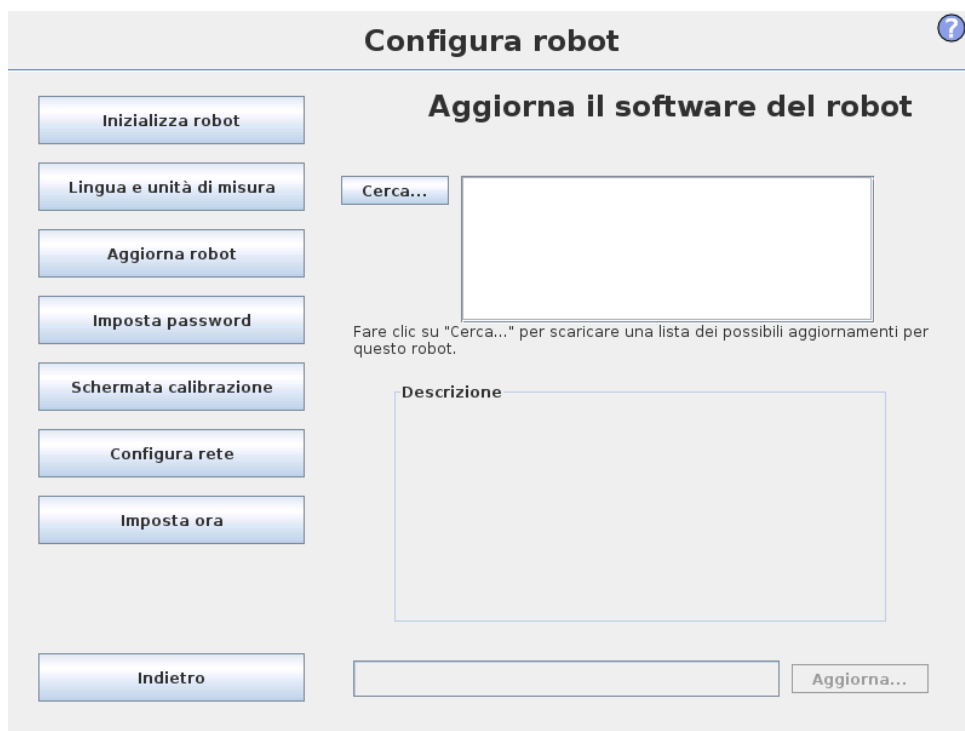 Configura robot
?
Aggiorna il software del robot
Inizializza robot
Lingua e unità di misura
Aggiorna robot
Imposta password
Schermata calibrazione
Configura rete
Imposta ora
Indietro
Cerca...
Fare clic su "Cerca..." per scaricare una lista dei possibili aggiornamenti per
questo robot.
Descrizione
Aggiorna...